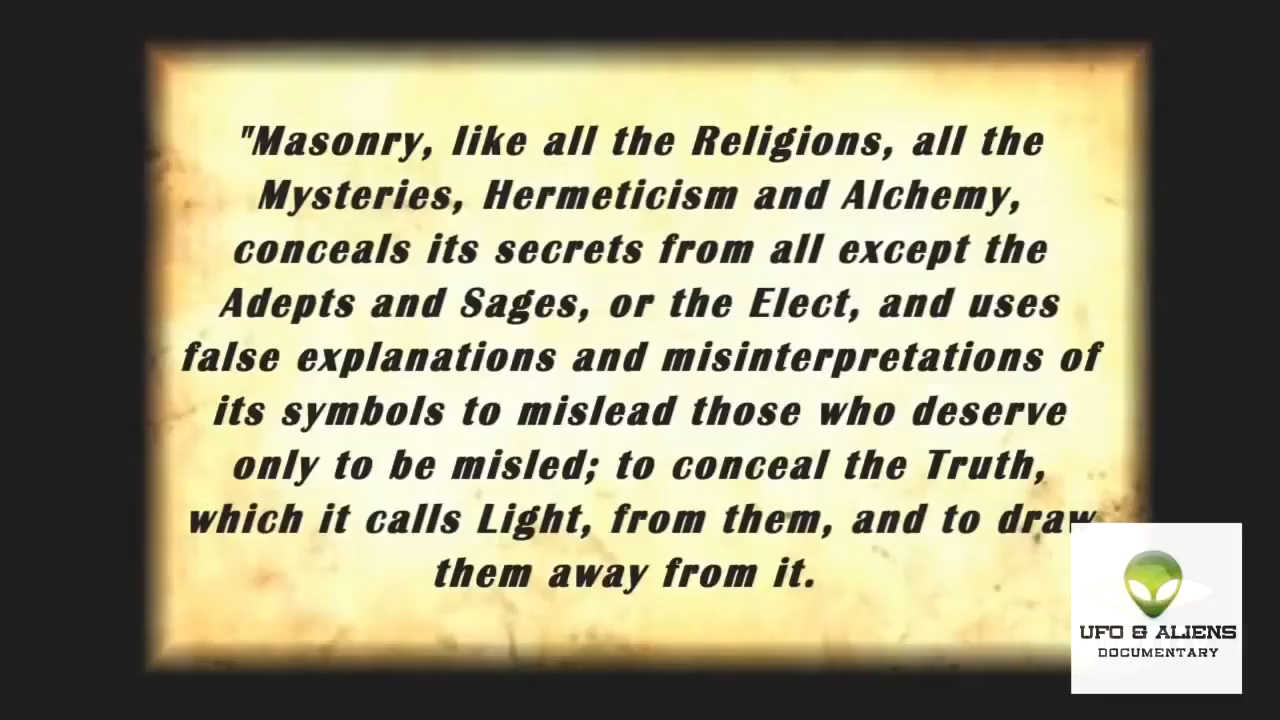 "Masonry, like all the Religions, all the
Mysteries, Hermeticism and Alchemy,
conceals its secrets from all except the
Adepts and Sages, or the Elect, and uses
false explanations and misinterpretations of
its symbols to mislead those who deserve
only to be misled; to conceal the Truth,
which it calls Light, from them, and to draw
them away from it.
UFO & ALIENS
DOCUMENTARY